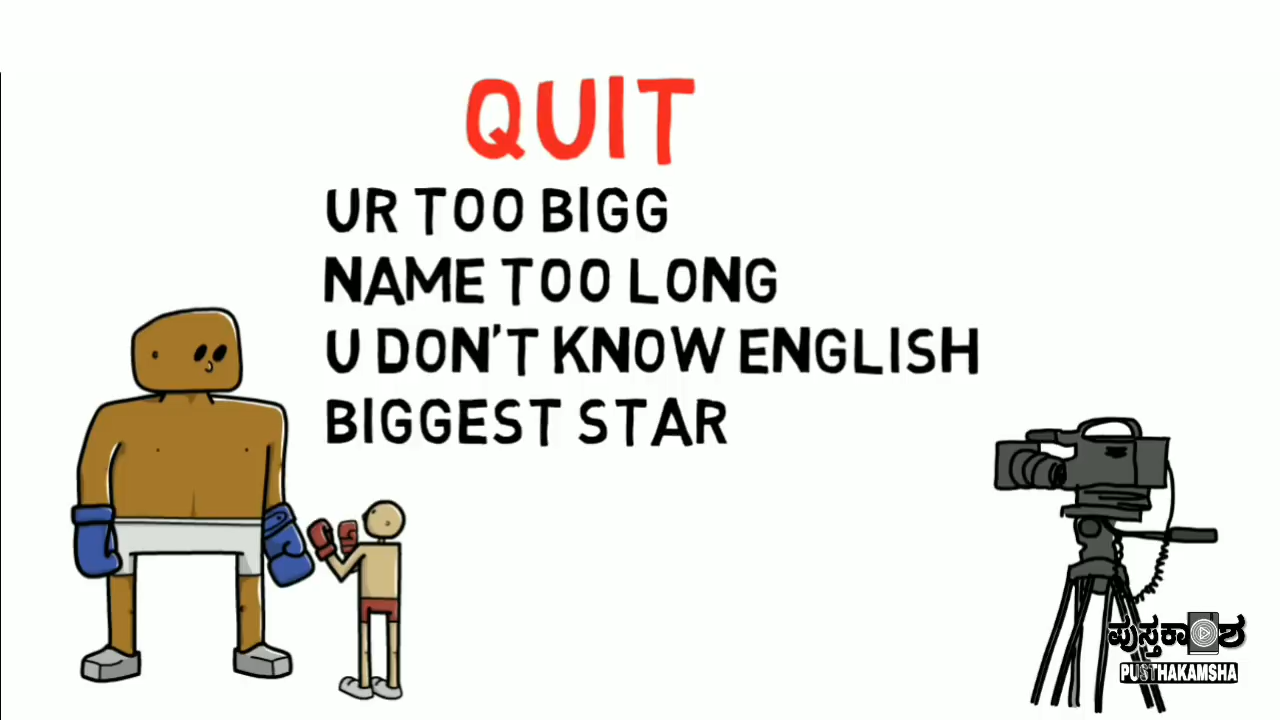 QUIT
UR TOO BIGG
NAME TOO LONG
U DON'T KNOW ENGLISH
BIGGEST STAR
ಪುಸ್ತಕಾಂಶ
PUSTHAKAMSHA